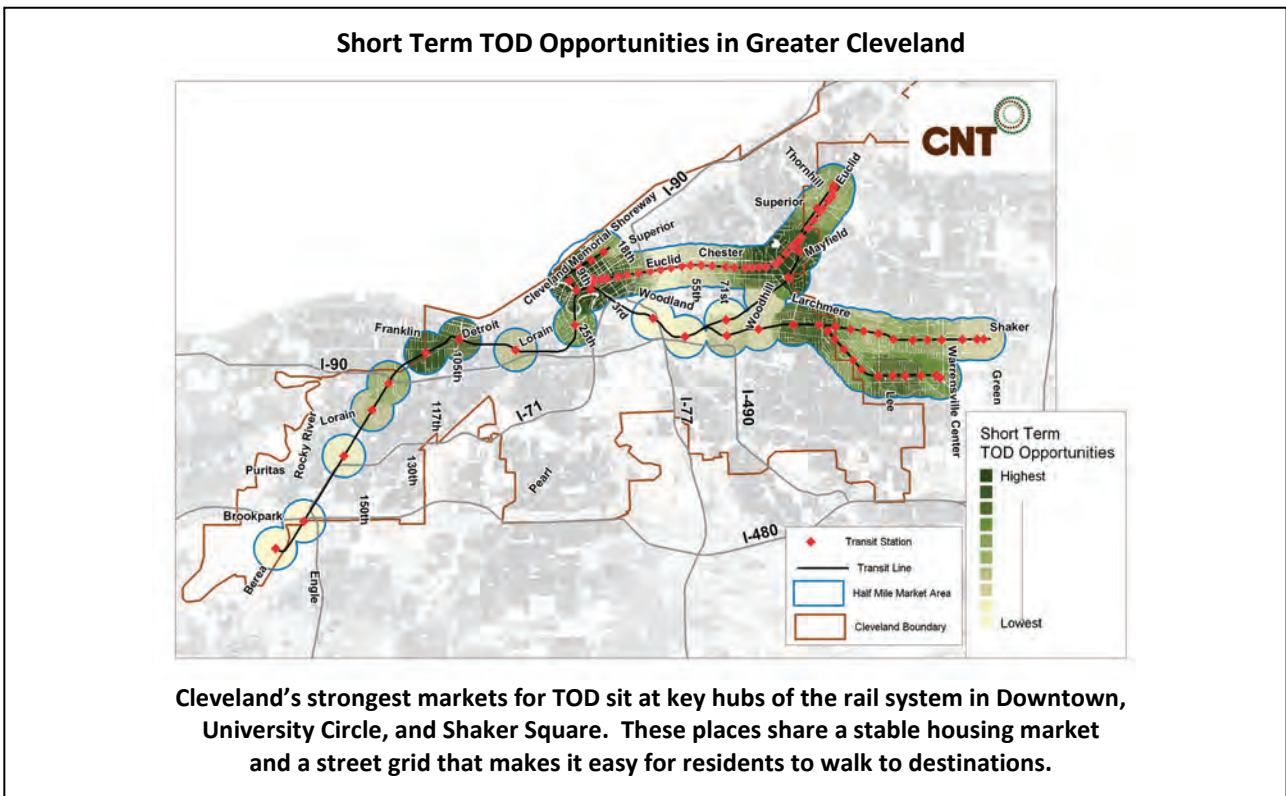 Short Term TOD Opportunities in Greater Cleveland
CNT
I-90
Thornhill
Euclid
Superior
Cleveland Memorial Shoreway
Superior
18th
9th
Mayfield
Chester
Euclid
55th
71st
Woodhill
Woodland
3rd
Larchmere
Shaker
Franklin
Detroit
Lorain
25th
105th
I-90
Warrensville Center
Green
Lee
Lorain
117th
I-71
I-77
I-490
Rocky River
Puritas
130th
Pearl
150th
Brookpark
I-480
Berea
Engle
Short Term
TOD Opportunities
Highest
Lowest
Transit Station
Transit Line
Half Mile Market Area
Cleveland Boundary
Cleveland’s strongest markets for TOD sit at key hubs of the rail system in Downtown,
University Circle, and Shaker Square. These places share a stable housing market
and a street grid that makes it easy for residents to walk to destinations.